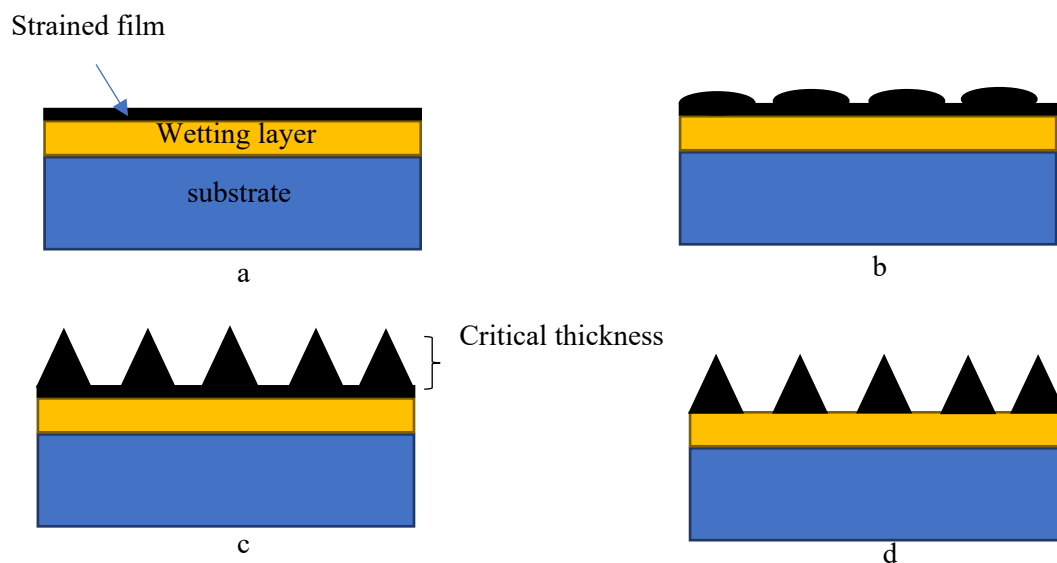 Strained film
Wetting layer
substrate
a
b
Critical thickness
c
d